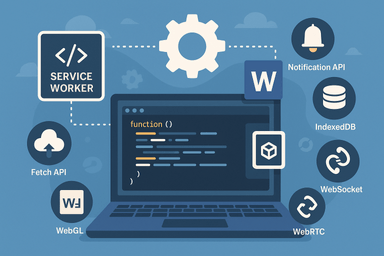 </>
SERVICE
WORKER
W
Notification API
function ()
}
)
IndexedDB
Fetch API
WebSocket
WebGL
WebRTC